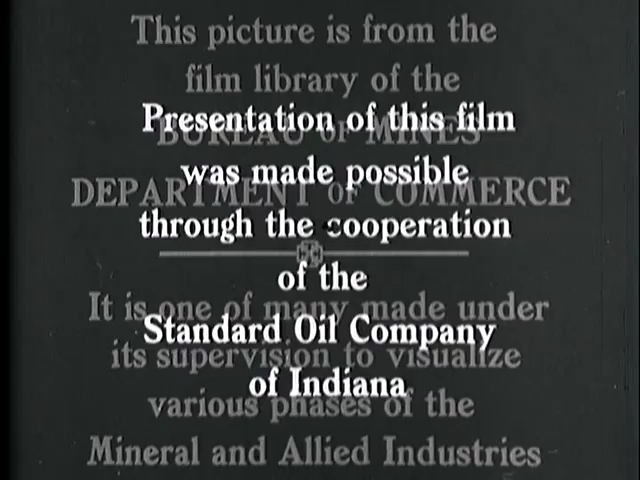 This picture is from the
film library of the
BUREAU OF MINES
DEPARTMENT OF COMMERCE
It is one of many made under
its supervision to visualize
various phases of the
Mineral and Allied Industries
Presentation of this film
was made possible
through the cooperation
of the
Standard Oil Company
of Indiana